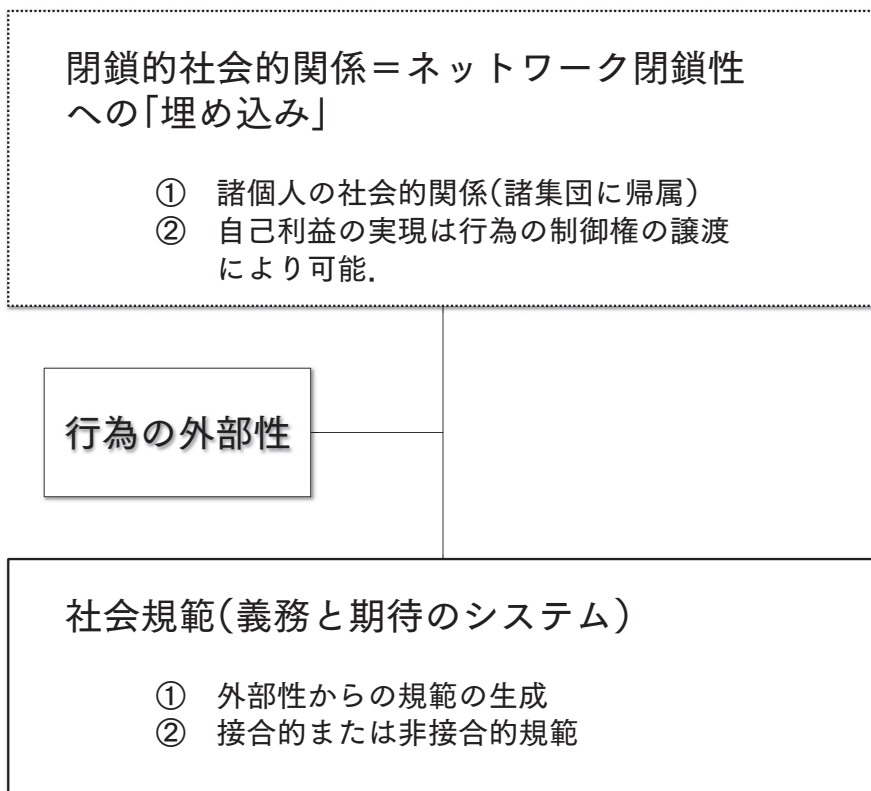 閉鎖的社会的関係＝ネットワーク閉鎖性
への「埋め込み」
① 諸個人の社会的関係(諸集団に帰属)
② 自己利益の実現は行為の制御権の譲渡
により可能.
行為の外部性
社会規範(義務と期待のシステム)
① 外部性からの規範の生成
② 接合的または非接合的規範